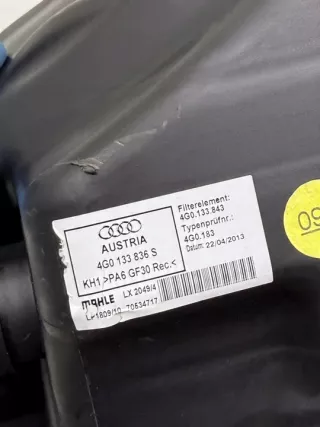 AUSTRIA
4G0 133 836 S
KH1 >PA6 GF30 Rec.<
Filterelement:
4G0.133.843
Typenprüfnr.:
4G0.183
Datum: 22/04/2013
MAHLE LX 2049/4
70534717
09